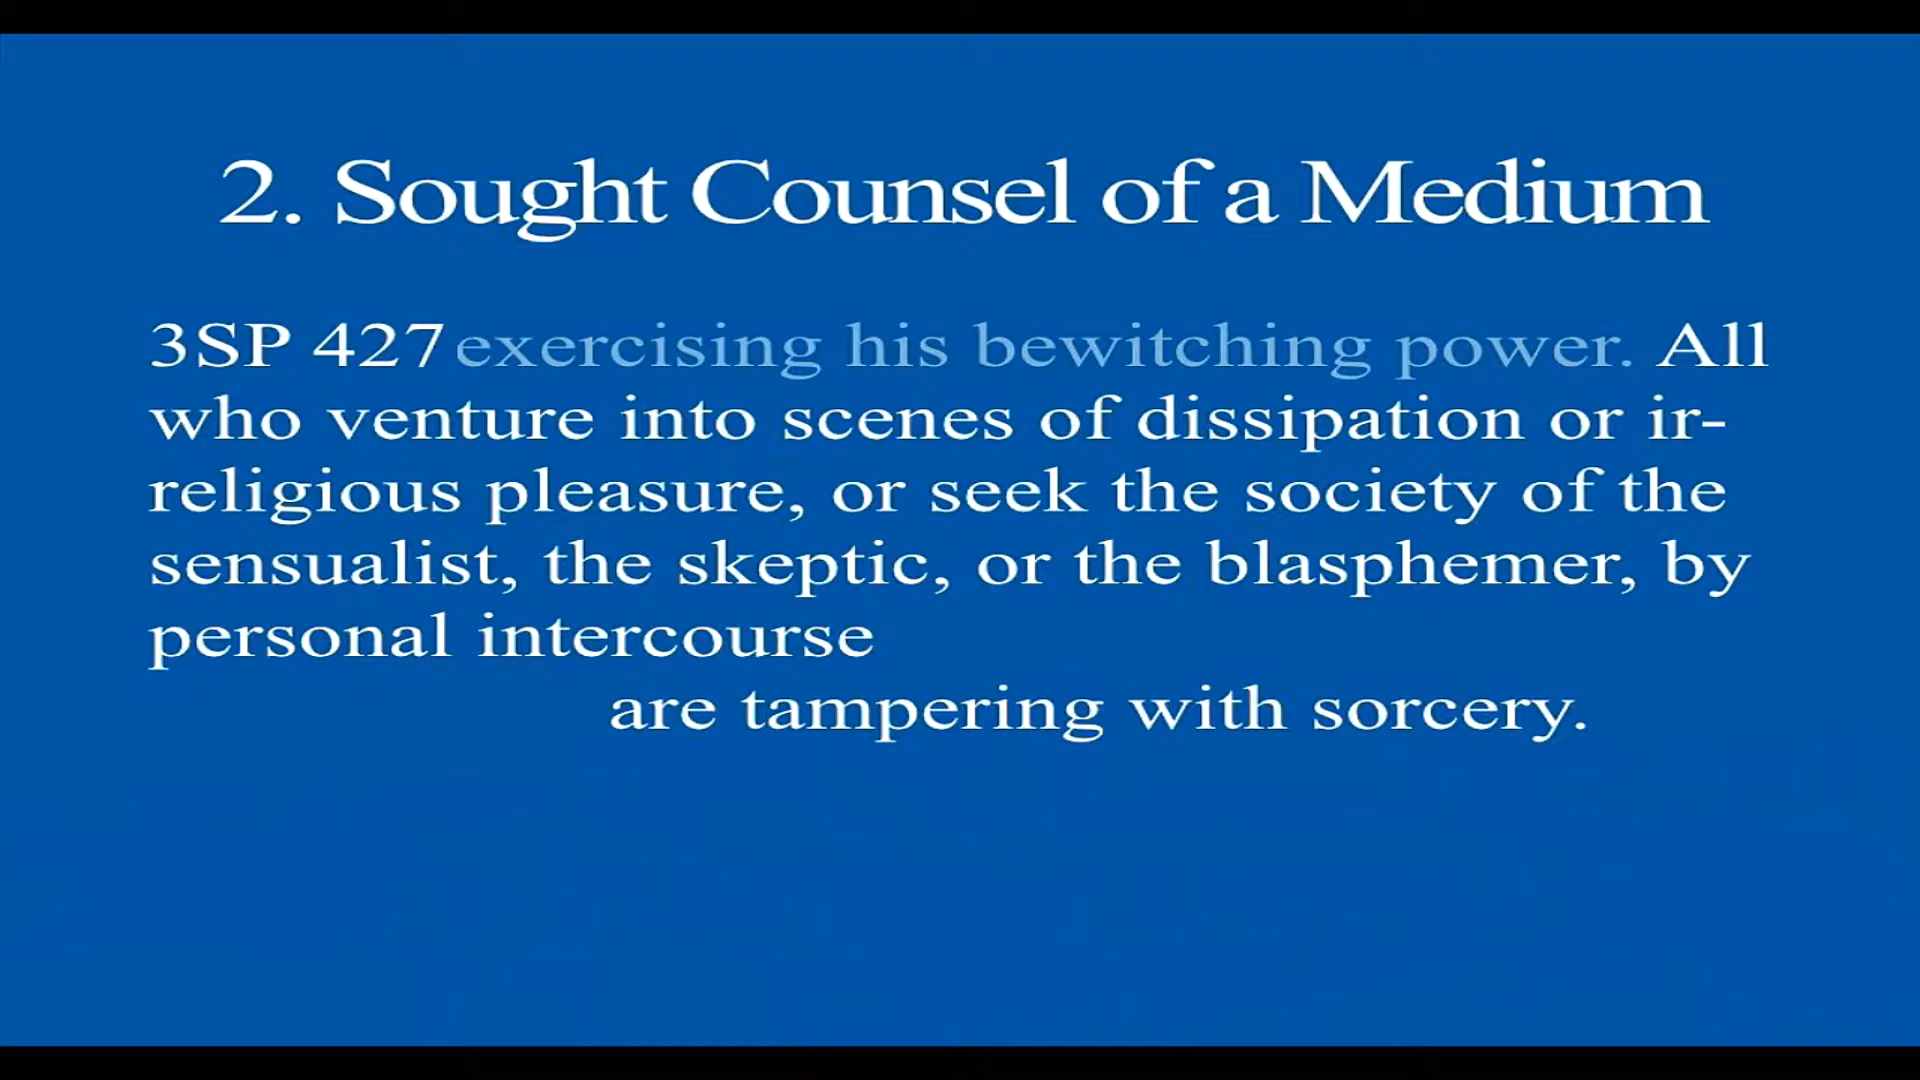 2. Sought Counsel of a Medium
3SP 427 exercising his bewitching power. All
who venture into scenes of dissipation or ir-
religious pleasure, or seek the society of the
sensualist, the skeptic, or the blasphemer, by
personal intercourse
are tampering with sorcery.